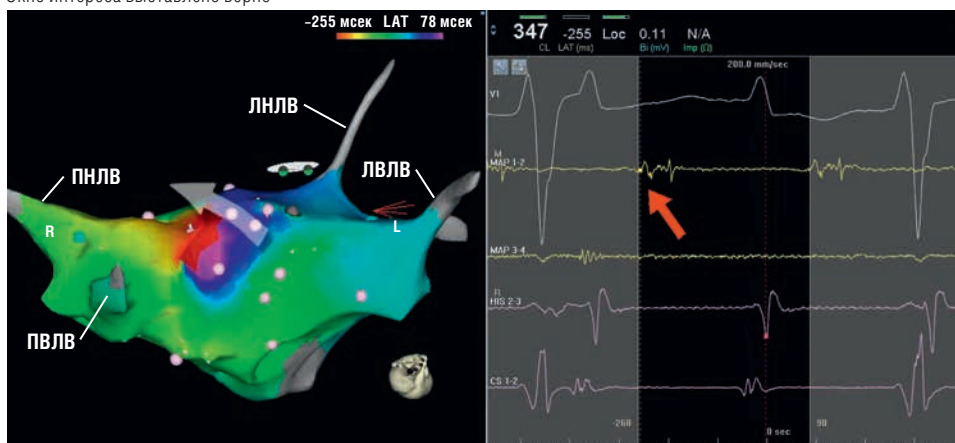 Окно интереса выставлено верно
-255 мсек LAT 78 мсек
ЛНЛВ
ПНЛВ
ЛВЛВ
R
L
ПВЛВ
347 -255 Loc 0.11 N/A
CL LAT (ms) Bi (mV) Imp (Ω)
200.0 mm/sec
V1
M
MAP 1-2
MAP 3-4
R
HIS 2-3
CS 1-2
-260
90
0 sec